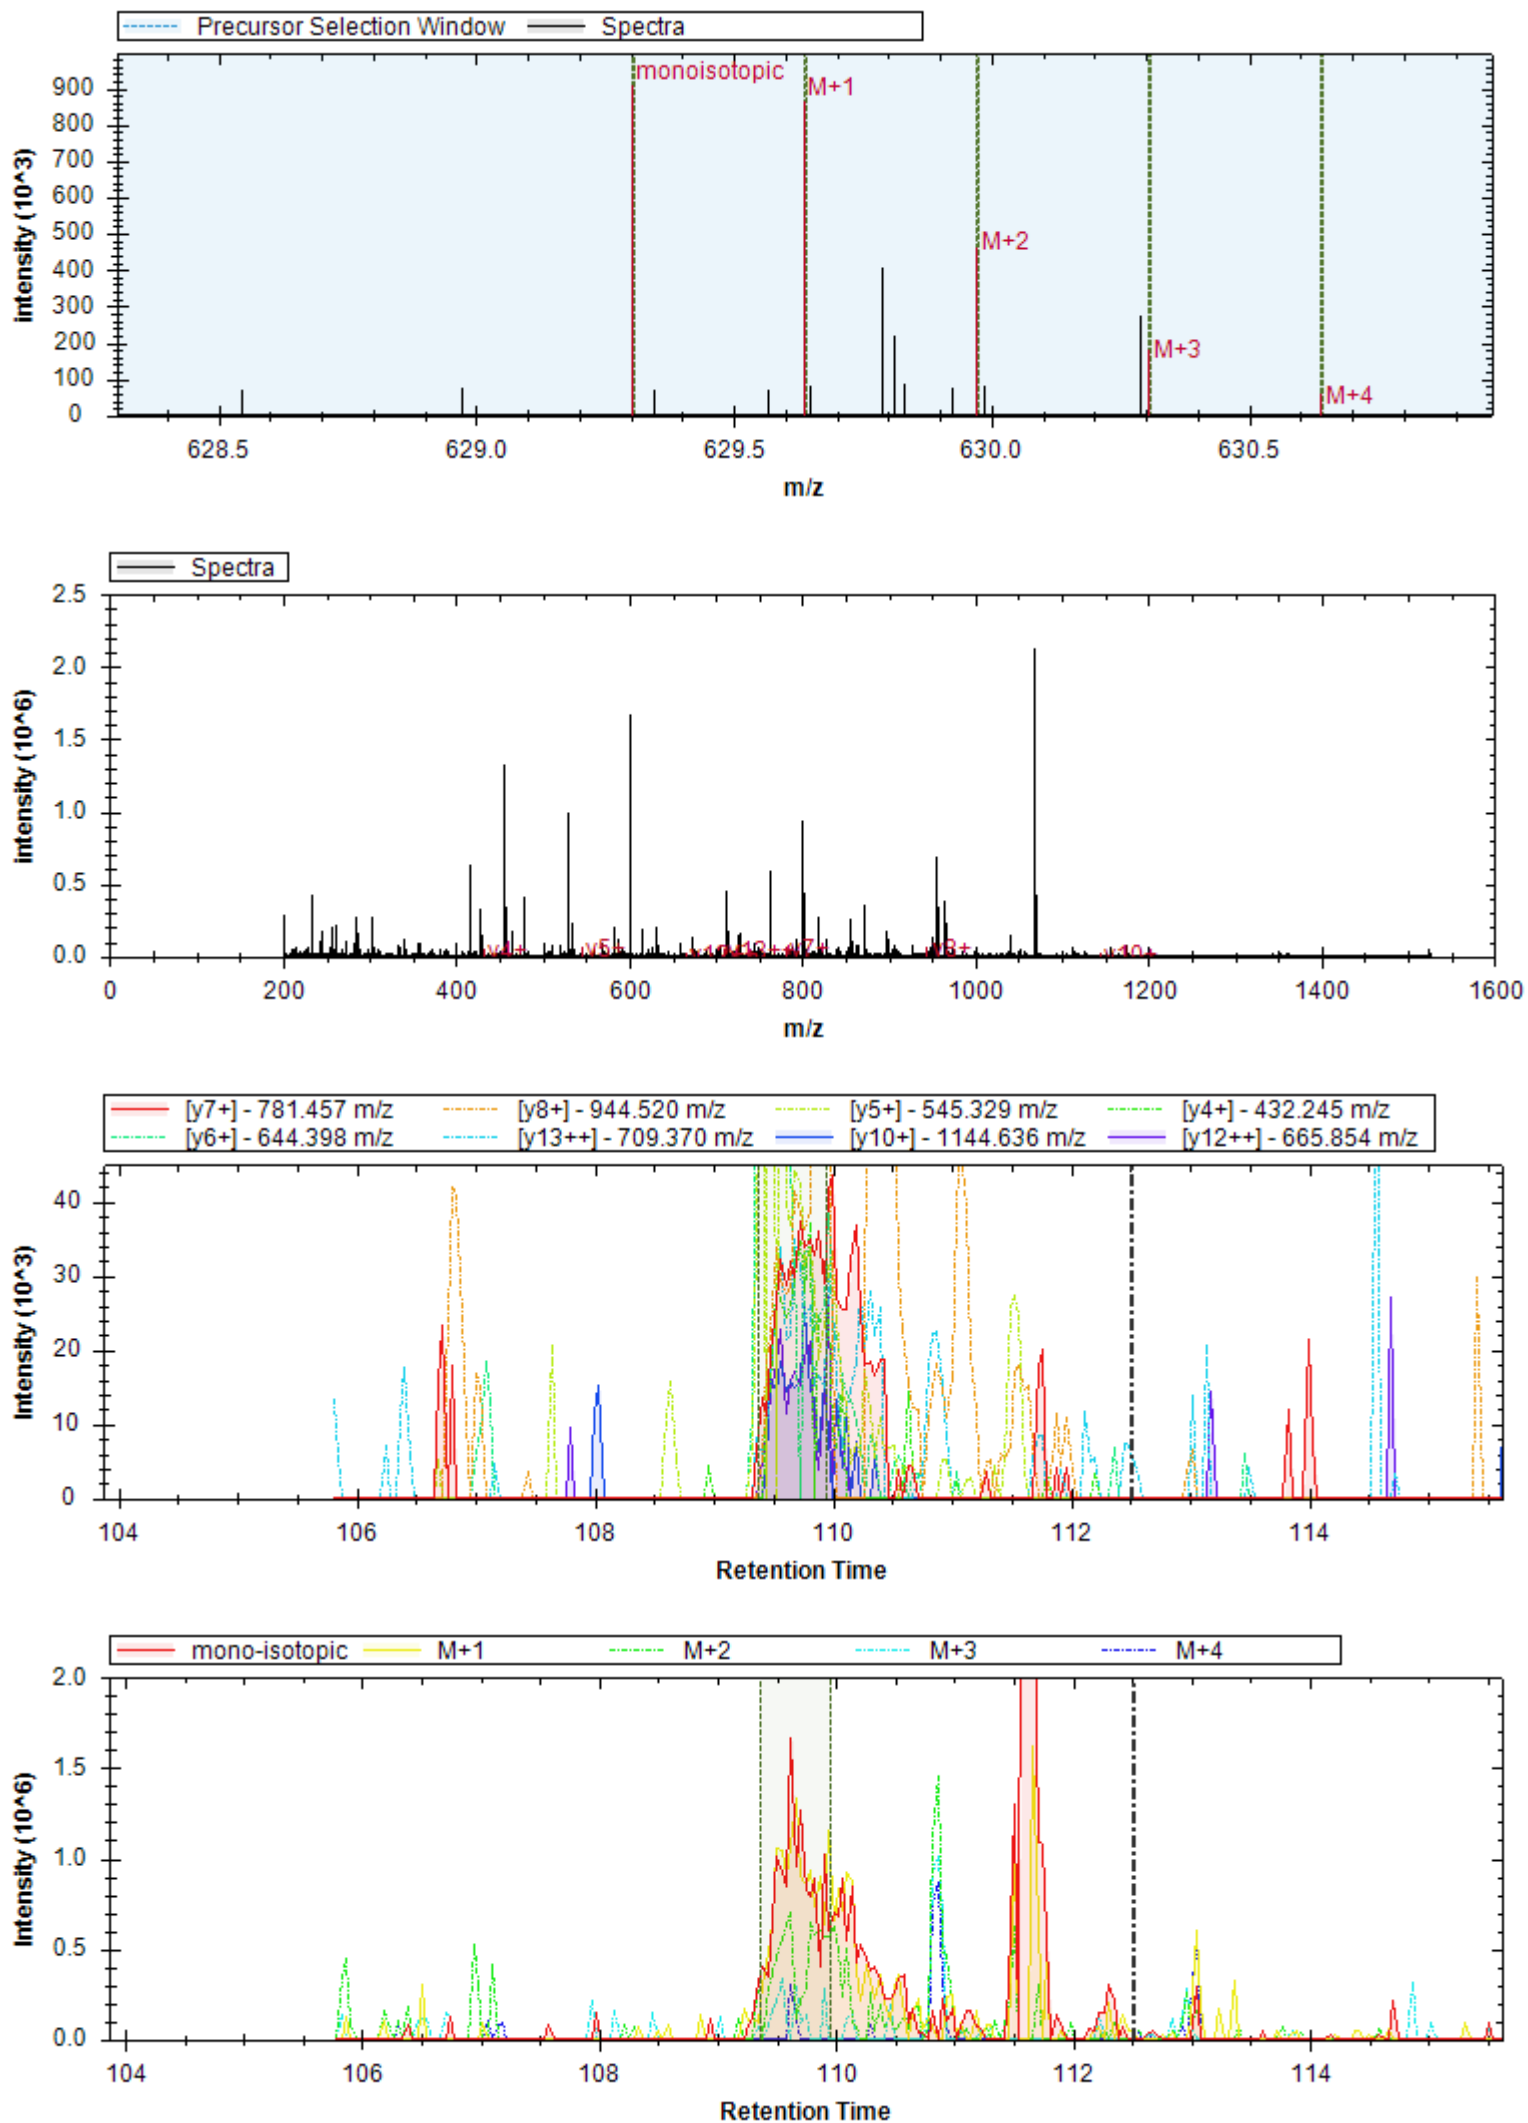 Precursor Selection Window Spectra
monoisotopic
M+1
M+2
M+3
M+4
intensity (10^3)
900
800
700
600
500
400
300
200
100
0
628.5 629.0 629.5 630.0 630.5
m/z
Spectra
intensity (10^6)
2.5
2.0
1.5
1.0
0.5
0.0
y4+ y5+ y7+ y8+ y10+
0 200 400 600 800 1000 1200 1400 1600
m/z
[y7+] - 781.457 m/z [y8+] - 944.520 m/z [y5+] - 545.329 m/z [y4+] - 432.245 m/z
[y6+] - 644.398 m/z [y13++] - 709.370 m/z [y10+] - 1144.636 m/z [y12++] - 665.854 m/z
Intensity (10^3)
40
30
20
10
0
104 106 108 110 112 114
Retention Time
mono-isotopic M+1 M+2 M+3 M+4
Intensity (10^6)
2.0
1.5
1.0
0.5
0.0
104 106 108 110 112 114
Retention Time